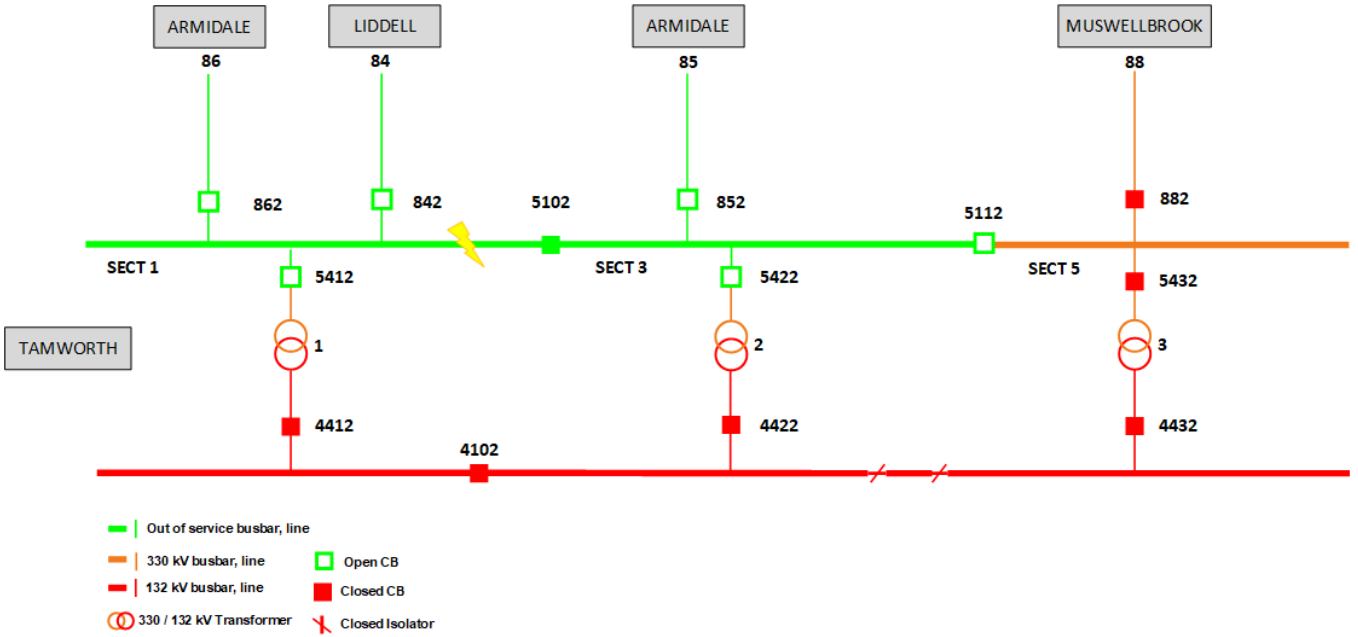 ARMIDALE
LIDDELL
ARMIDALE
MUSWELLBROOK
86
84
85
88
862
842
5102
852
5112
882
SECT 1
SECT 3
SECT 5
5412
5422
5432
TAMWORTH
1
2
3
4412
4422
4432
4102
Out of service busbar, line
330 kV busbar, line
Open CB
132 kV busbar, line
Closed CB
330 / 132 kV Transformer
Closed Isolator